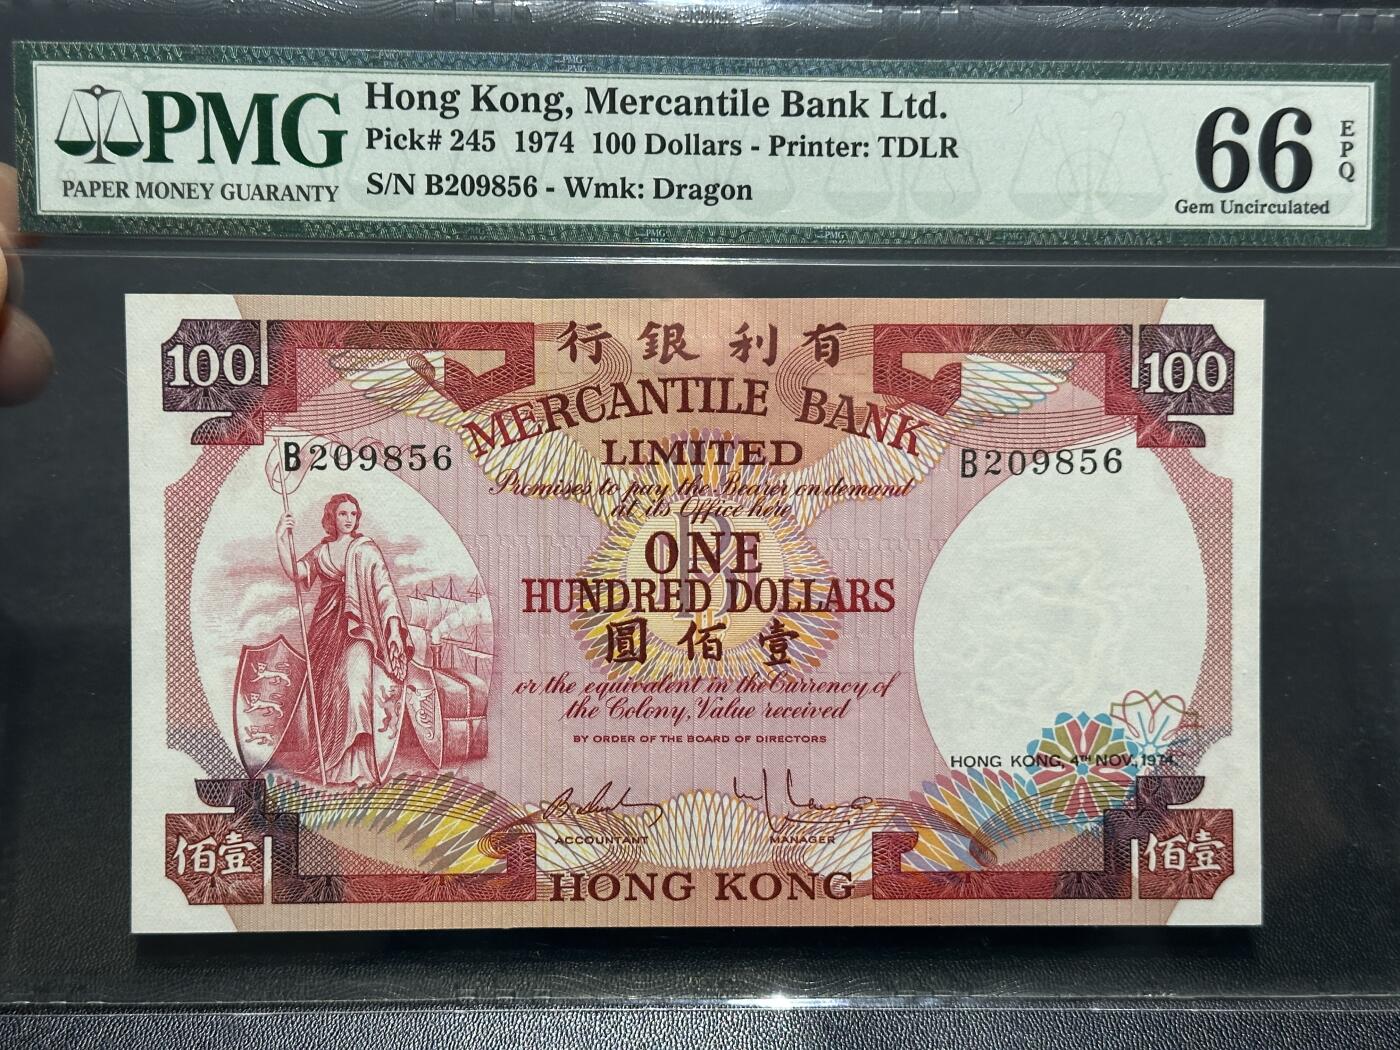 PMG
PAPER MONEY GUARANTY
Hong Kong, Mercantile Bank Ltd.
Pick# 245 1974 100 Dollars - Printer: TDLR
S/N B209856 - Wmk: Dragon
66
EPQ
Gem Uncirculated
行銀利有
100
100
MERCANTILE BANK
LIMITED
B209856
B209856
Promises to pay the Bearer on demand
at its Office here
ONE
HUNDRED DOLLARS
圓佰壹
or the equivalent in the Currency of
the Colony, Value received
BY ORDER OF THE BOARD OF DIRECTORS
HONG KONG, 4TH NOV., 1974.
ACCOUNTANT
MANAGER
佰壹
佰壹
HONG KONG